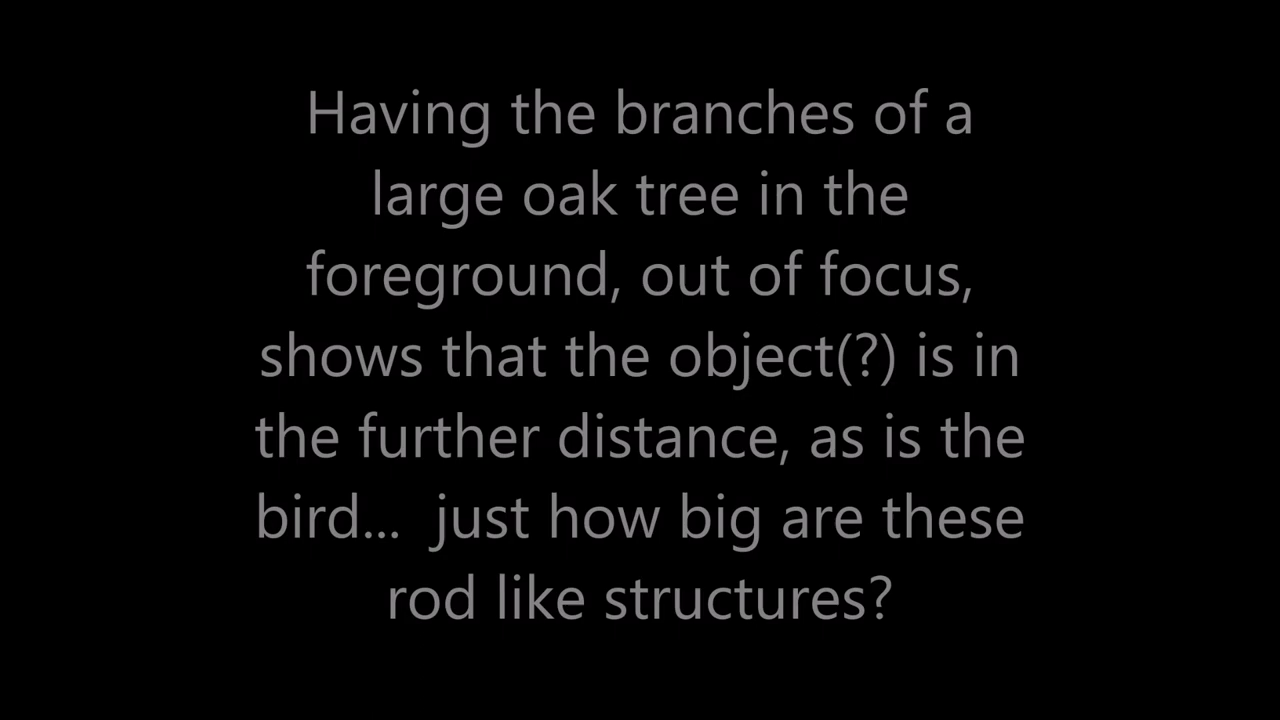 Having the branches of a
large oak tree in the
foreground, out of focus,
shows that the object(?) is in
the further distance, as is the
bird...  just how big are these
rod like structures?